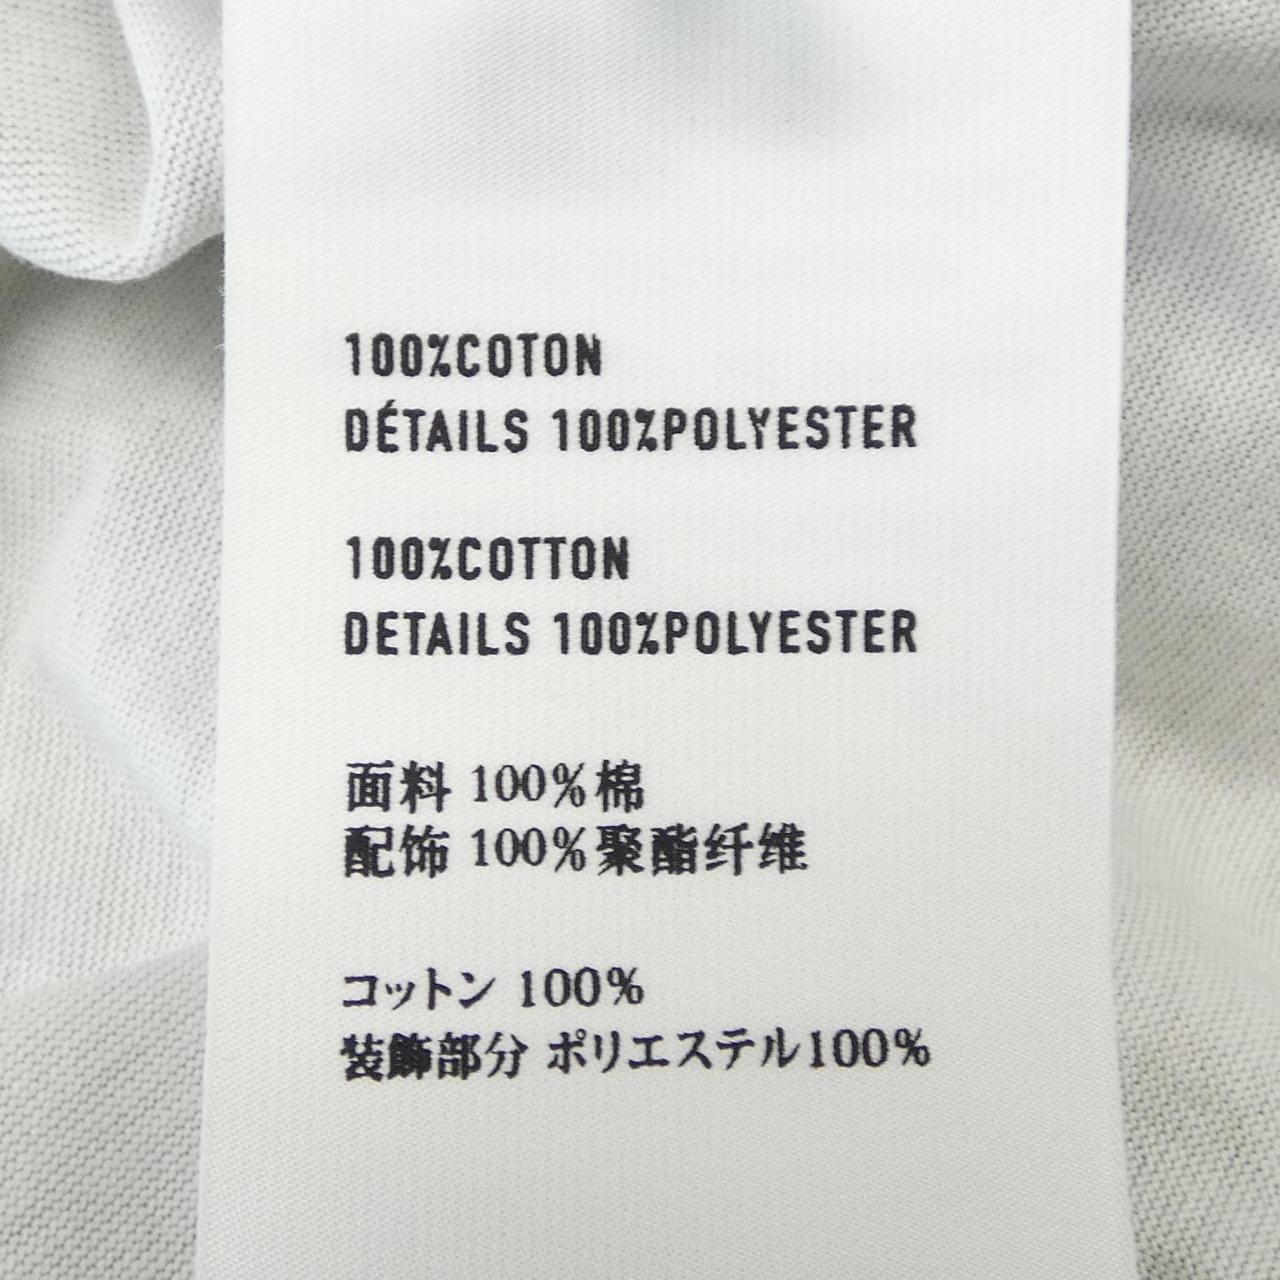 100%COTON
DÉTAILS 100%POLYESTER
100%COTTON
DETAILS 100%POLYESTER
面料 100%棉
配饰 100%聚酯纤维
コットン 100%
装飾部分 ポリエステル100%